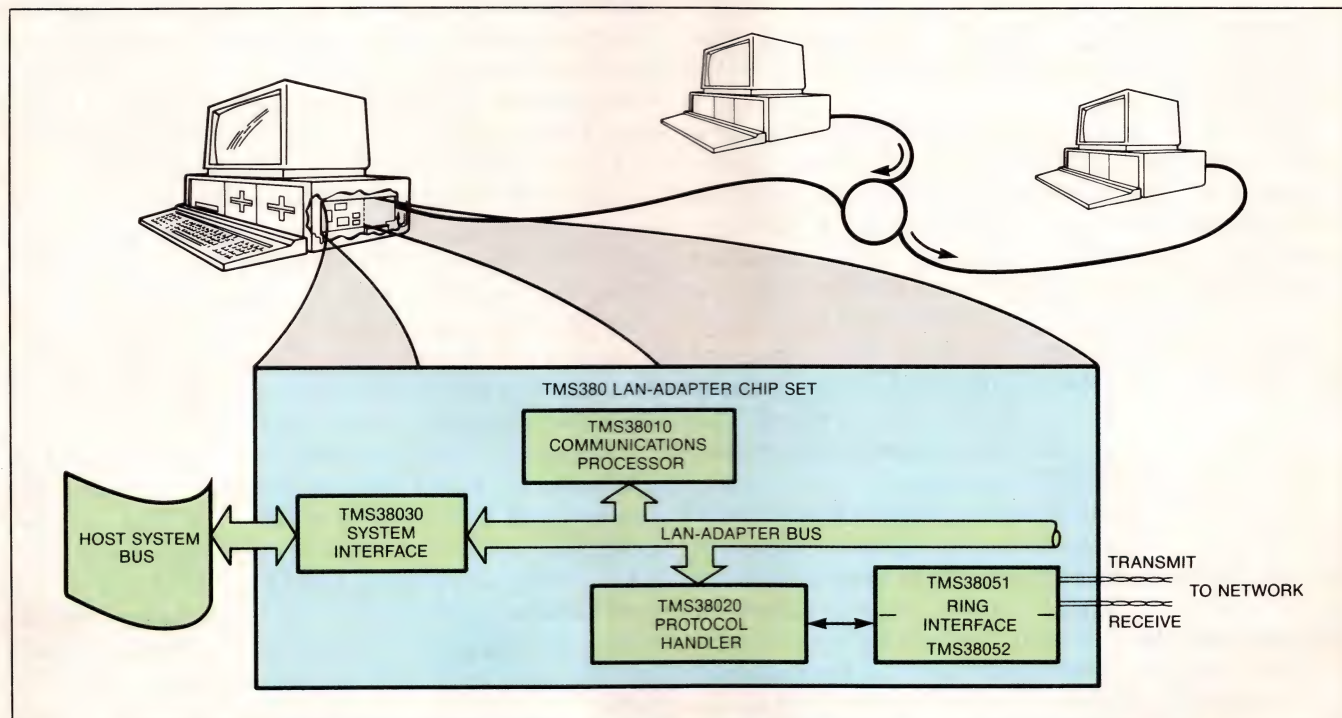 TMS380 LAN-ADAPTER CHIP SET
TMS38010
COMMUNICATIONS
PROCESSOR
HOST SYSTEM
BUS
TMS38030
SYSTEM
INTERFACE
LAN-ADAPTER BUS
TMS38020
PROTOCOL
HANDLER
TMS38051
RING
INTERFACE
TMS38052
TRANSMIT
TO NETWORK
RECEIVE